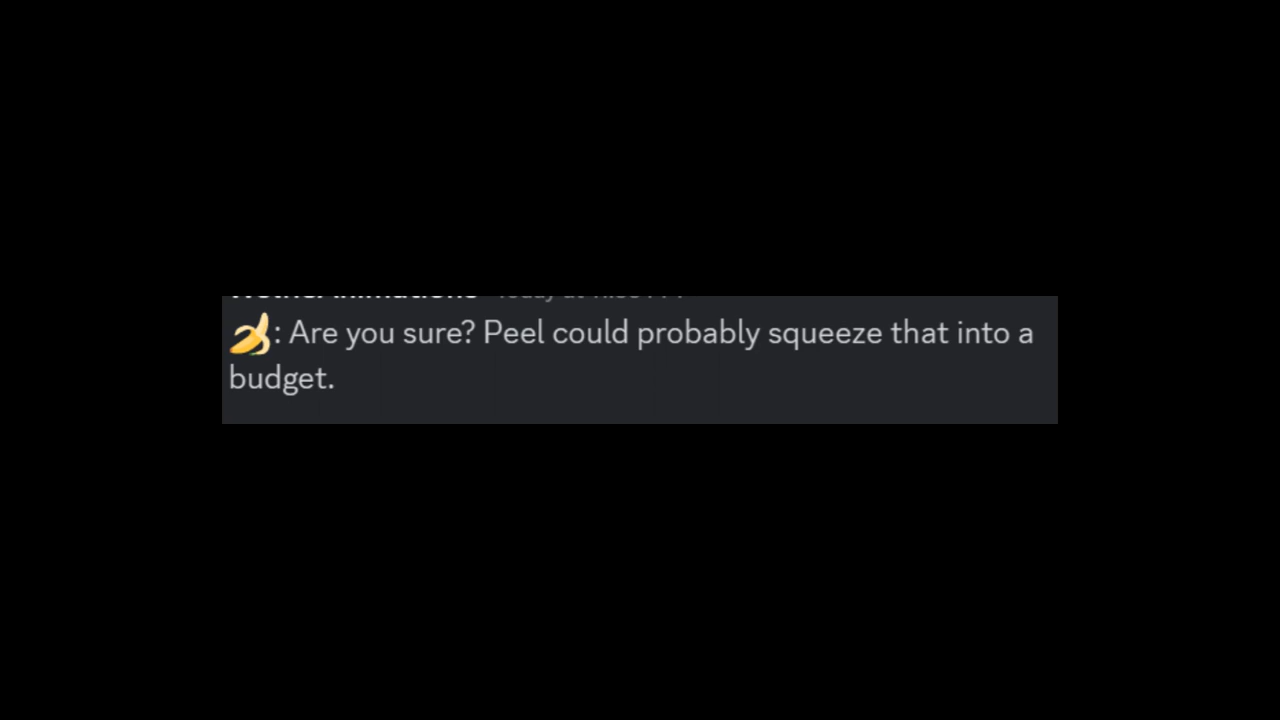 🍌: Are you sure? Peel could probably squeeze that into a
budget.